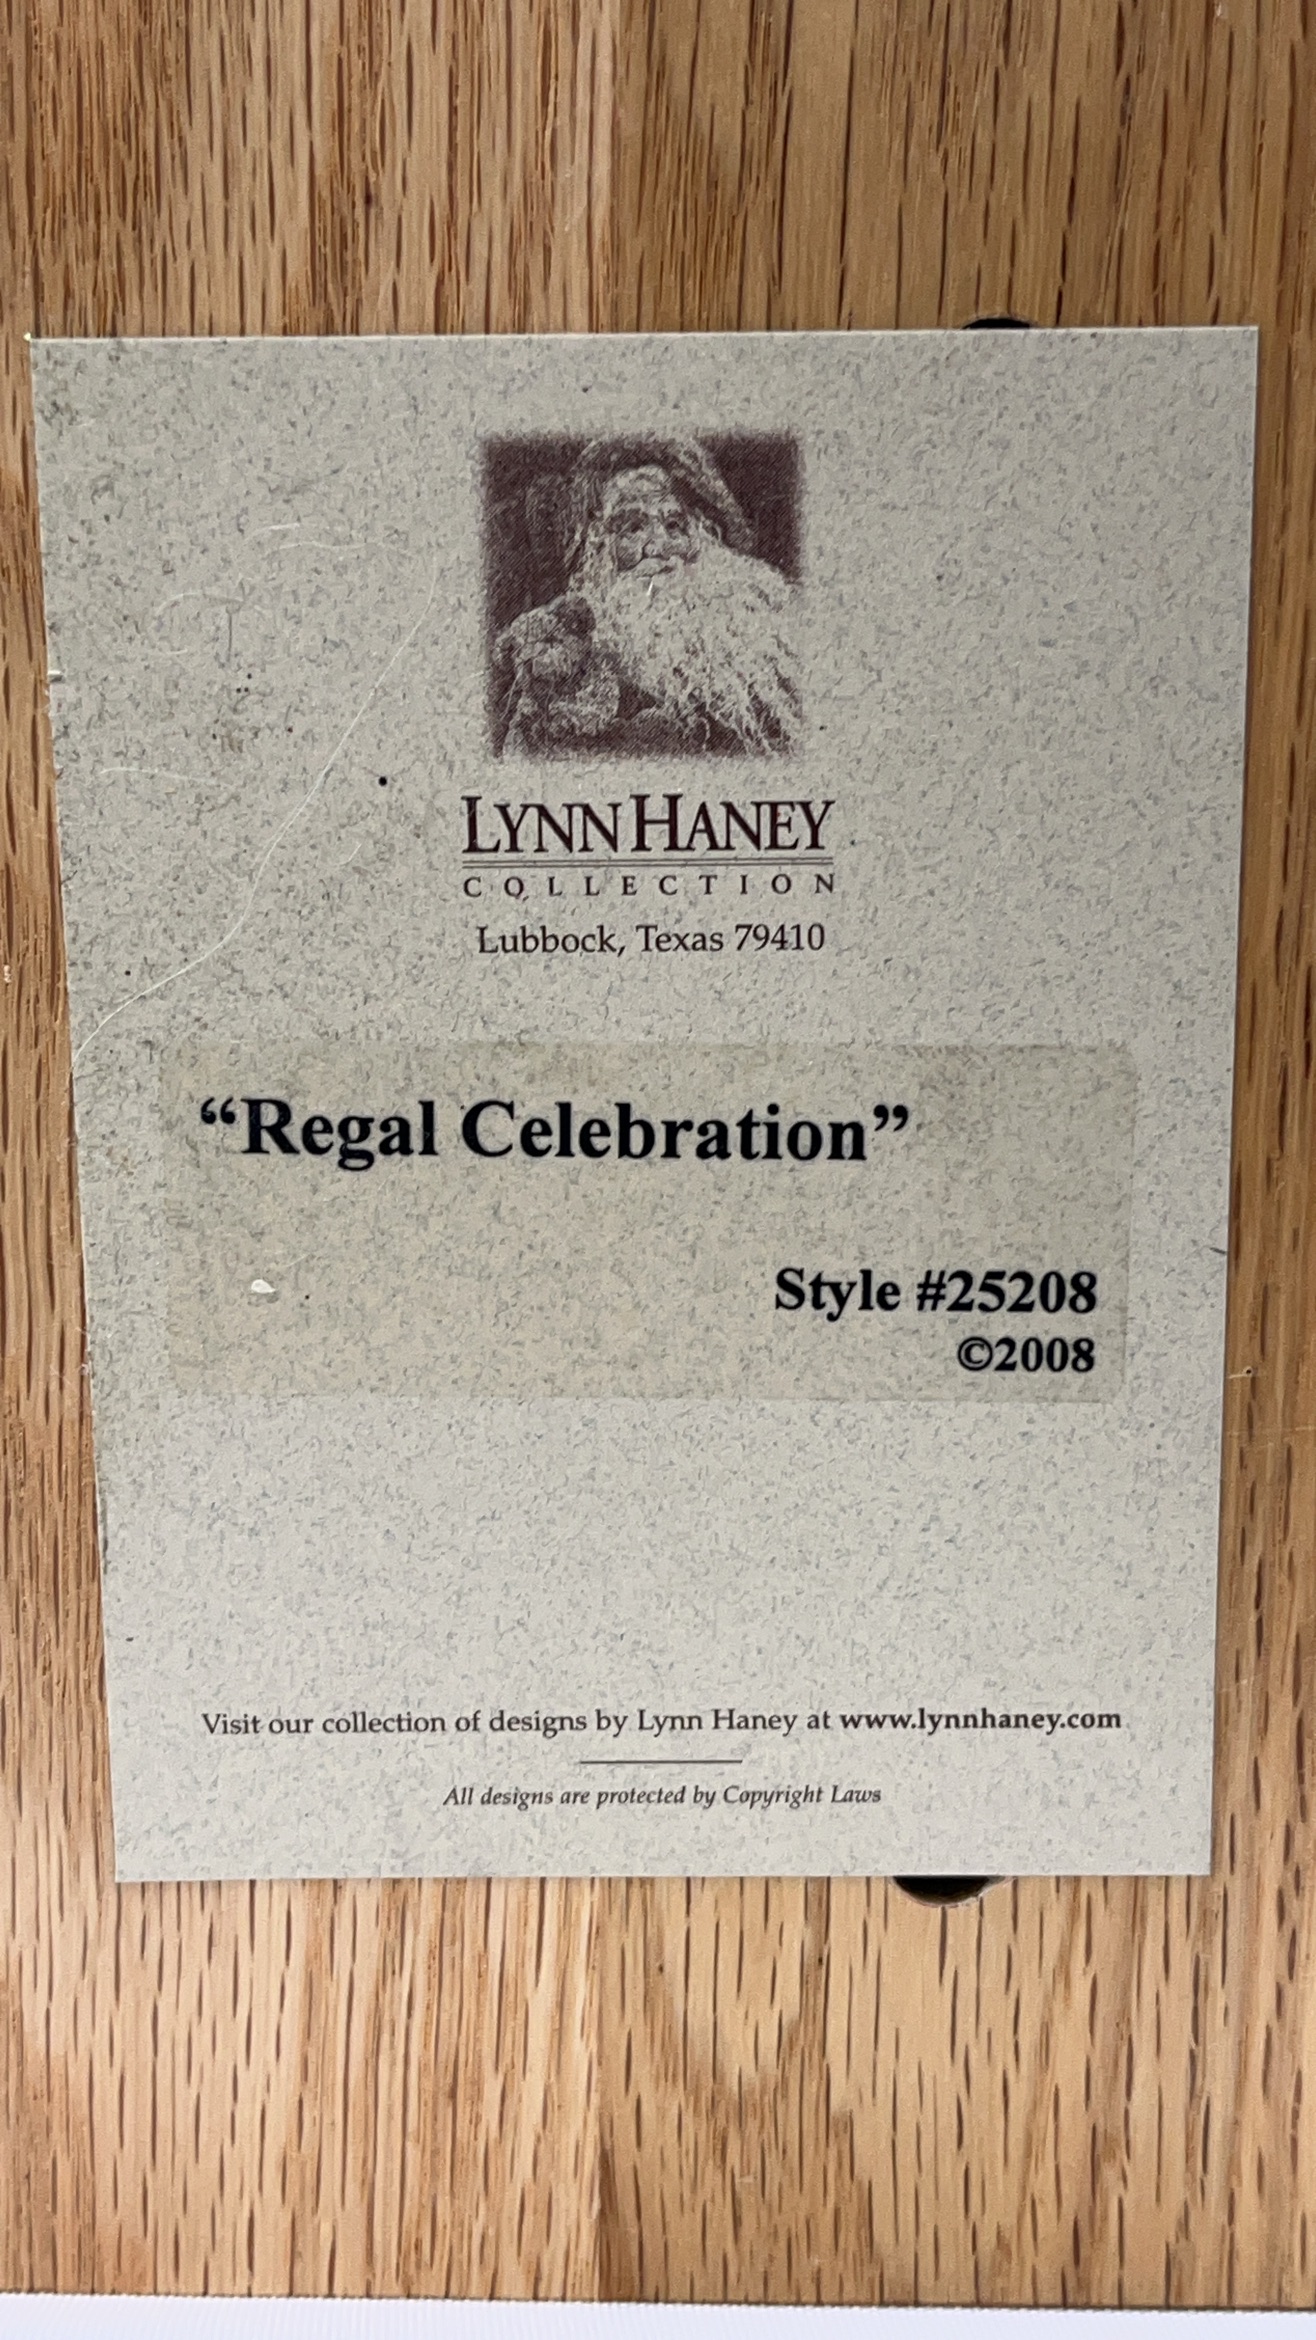 LYNN HANEY
COLLECTION
Lubbock, Texas 79410
“Regal Celebration”
Style #25208
©2008
Visit our collection of designs by Lynn Haney at www.lynnhaney.com
All designs are protected by Copyright Laws